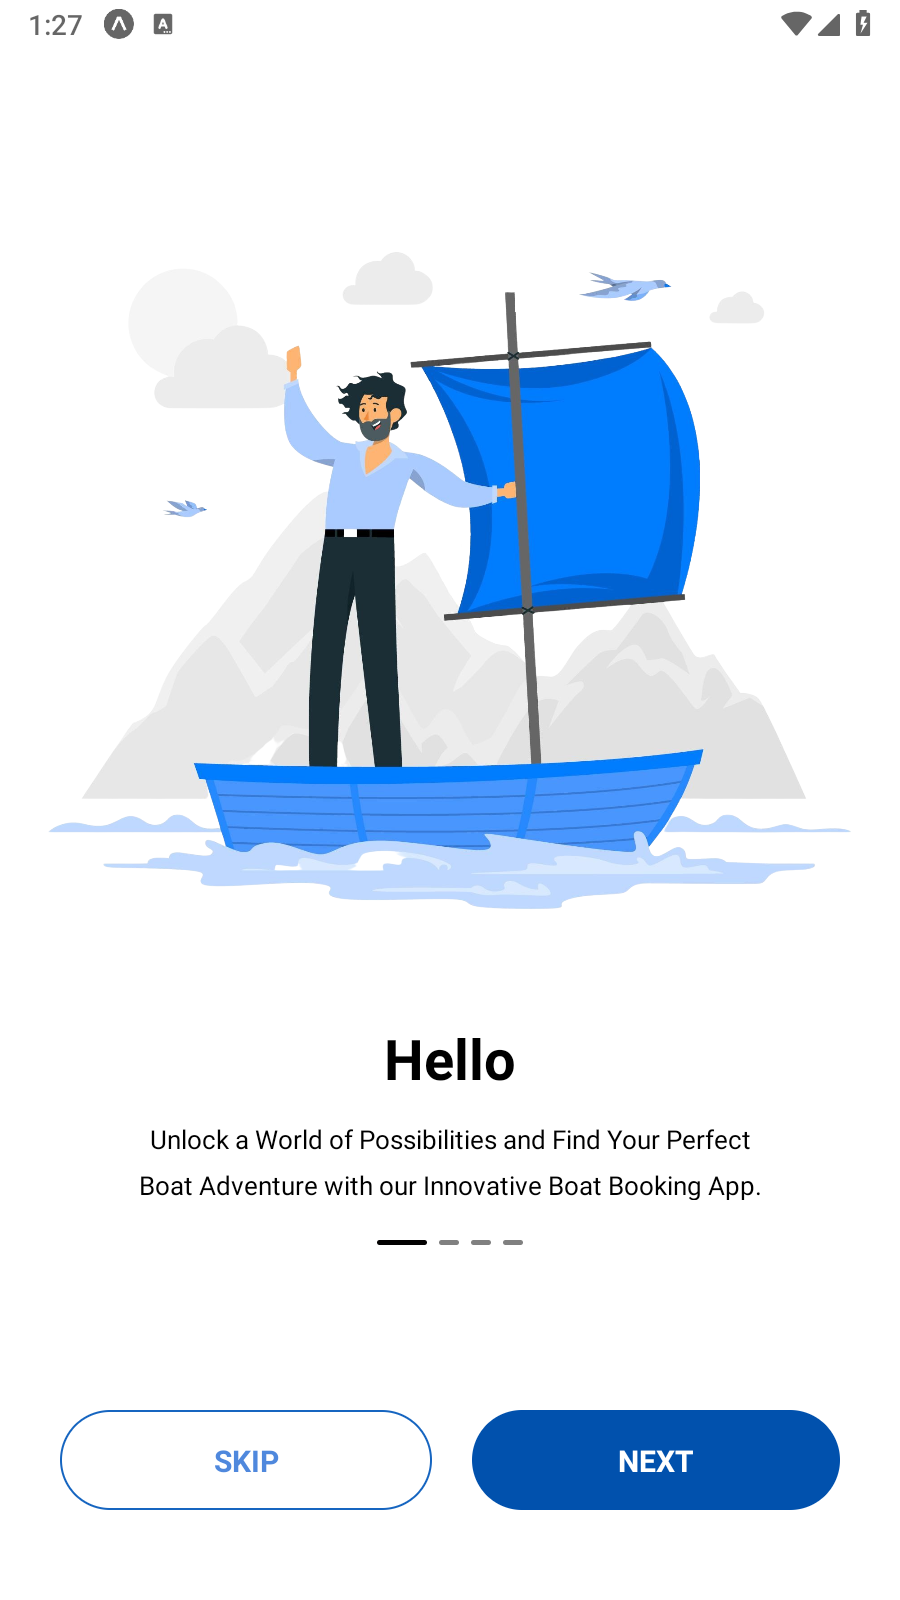 1:27
A
Hello
Unlock a World of Possibilities and Find Your Perfect
Boat Adventure with our Innovative Boat Booking App.
SKIP
NEXT